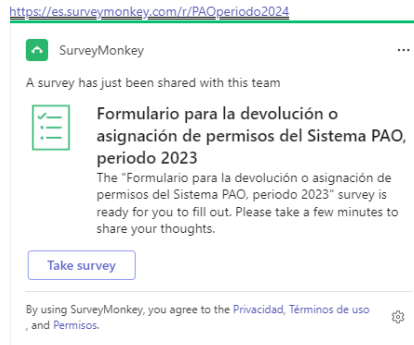 https://es.surveymonkey.com/r/PAOperiodo2024
SurveyMonkey
...
A survey has just been shared with this team
Formulario para la devolución o
asignación de permisos del Sistema PAO,
periodo 2023
The "Formulario para la devolución o asignación de
permisos del Sistema PAO, periodo 2023" survey is
ready for you to fill out. Please take a few minutes to
share your thoughts.
Take survey
By using SurveyMonkey, you agree to the Privacidad, Términos de uso
, and Permisos.